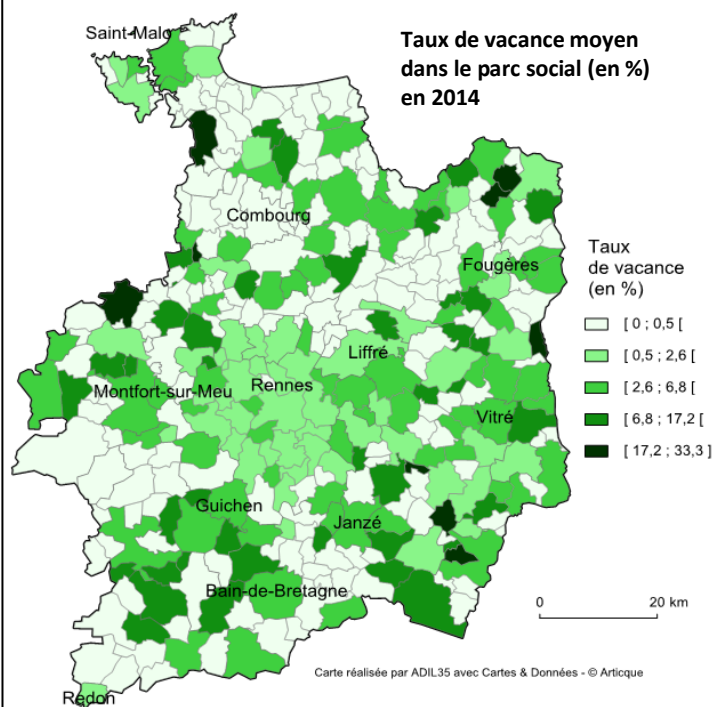 Taux de vacance moyen
dans le parc social (en %)
en 2014
Saint-Malo
Combourg
Fougères
Liffré
Montfort-sur-Meu
Rennes
Vitré
Guichen
Janzé
Bain-de-Bretagne
Redon
Taux
de vacance
(en %)
[ 0 ; 0,5 [
[ 0,5 ; 2,6 [
[ 2,6 ; 6,8 [
[ 6,8 ; 17,2 [
[ 17,2 ; 33,3 ]
0 20 km
Carte réalisée par ADIL35 avec Cartes & Données - © Articque